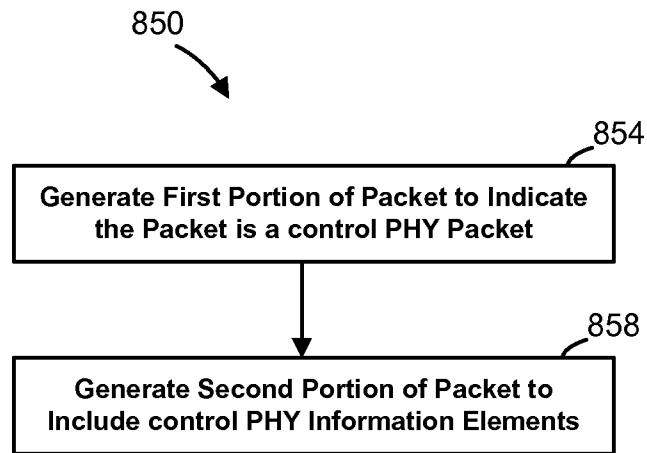 850
854
Generate First Portion of Packet to Indicate
the Packet is a control PHY Packet
858
Generate Second Portion of Packet to
Include control PHY Information Elements